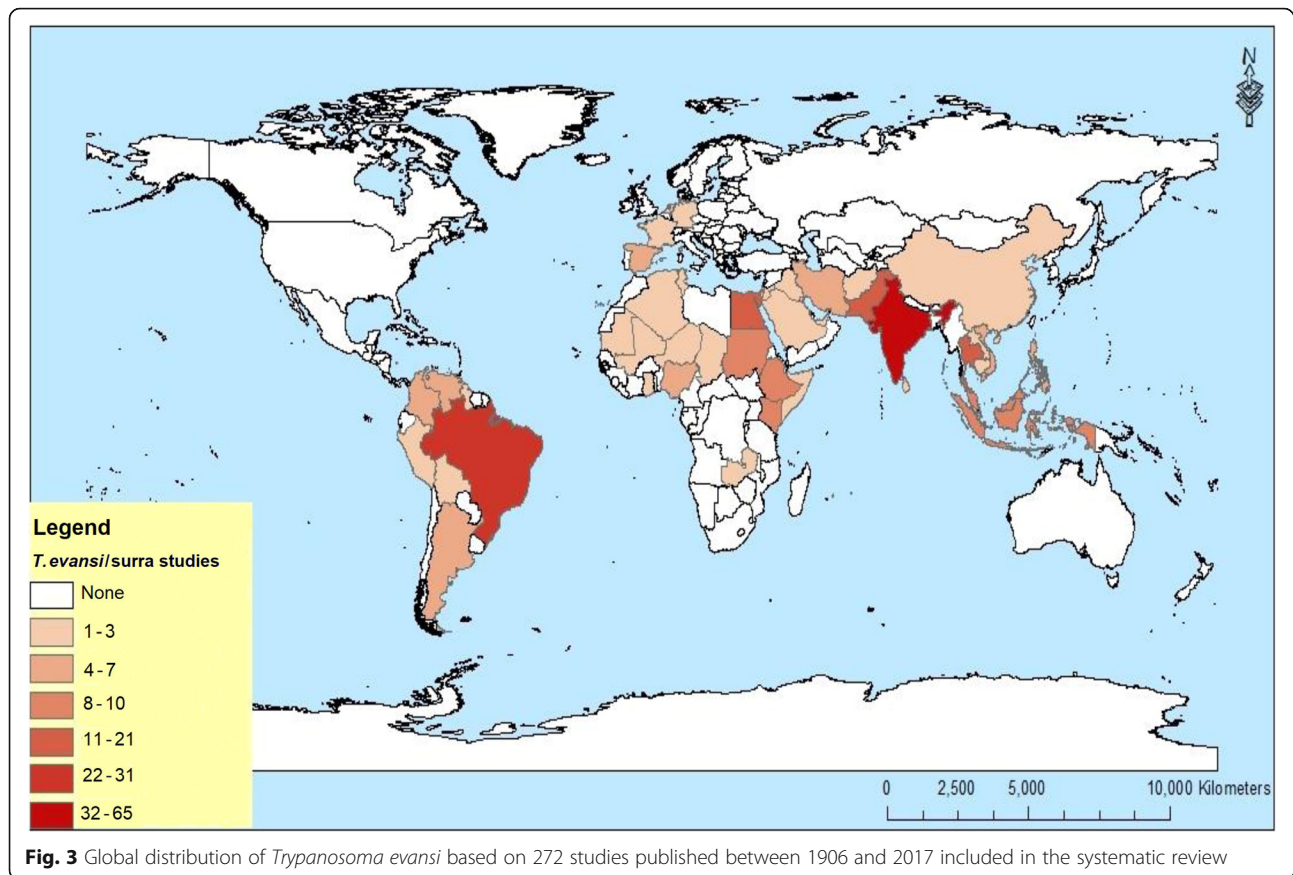 N
Legend
T. evansi/surra studies
None
1 - 3
4 - 7
8 - 10
11 - 21
22 - 31
32 - 65
0 2,500 5,000 10,000 Kilometers
Fig. 3 Global distribution of Trypanosoma evansi based on 272 studies published between 1906 and 2017 included in the systematic review